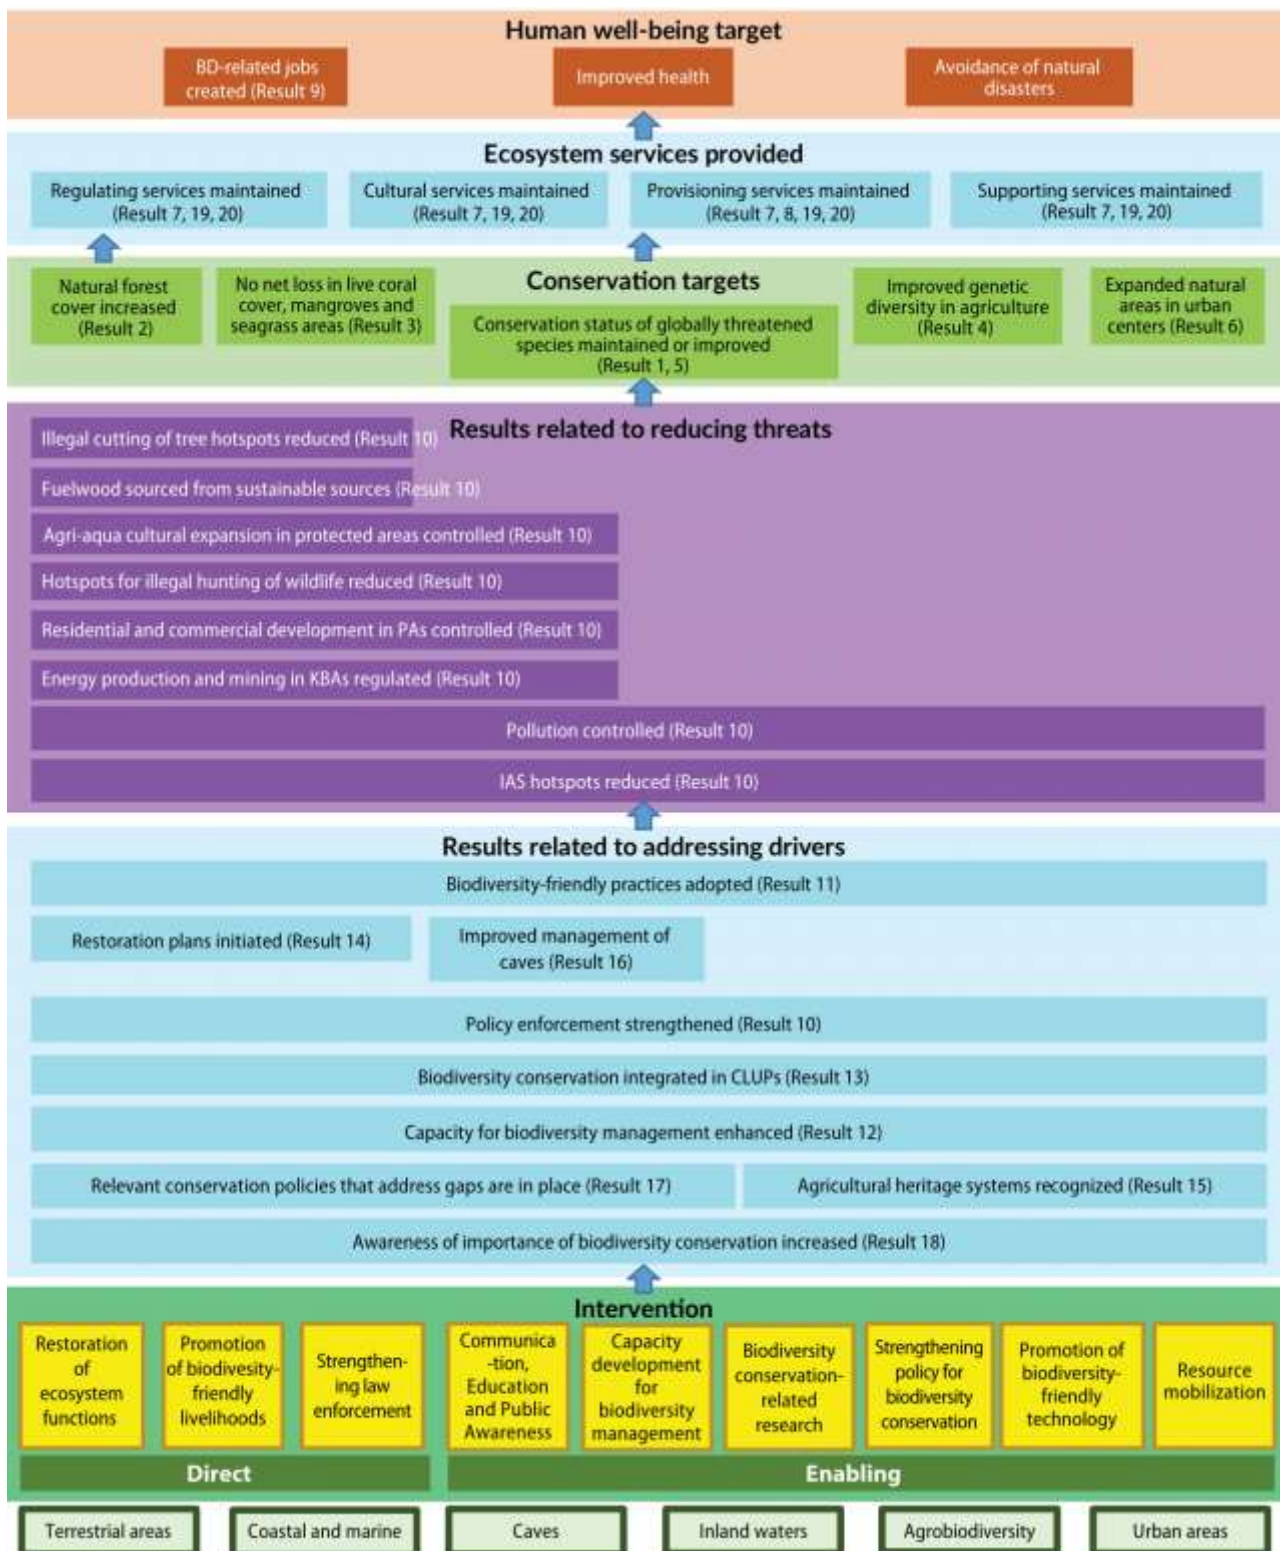 Human well-being target
BD-related jobs
created (Result 9)
Improved health
Avoidance of natural
disasters
Ecosystem services provided
Regulating services maintained
(Result 7, 19, 20)
Cultural services maintained
(Result 7, 19, 20)
Provisioning services maintained
(Result 7, 8, 19, 20)
Supporting services maintained
(Result 7, 19, 20)
Conservation targets
Natural forest
cover increased
(Result 2)
No net loss in live coral
cover, mangroves and
seagrass areas (Result 3)
Conservation status of globally threatened
species maintained or improved
(Result 1, 5)
Improved genetic
diversity in agriculture
(Result 4)
Expanded natural
areas in urban
centers (Result 6)
Results related to reducing threats
Illegal cutting of tree hotspots reduced (Result 10)
Fuelwood sourced from sustainable sources (Result 10)
Agri-aqua cultural expansion in protected areas controlled (Result 10)
Hotspots for illegal hunting of wildlife reduced (Result 10)
Residential and commercial development in PAs controlled (Result 10)
Energy production and mining in KBAs regulated (Result 10)
Pollution controlled (Result 10)
IAS hotspots reduced (Result 10)
Results related to addressing drivers
Biodiversity-friendly practices adopted (Result 11)
Restoration plans initiated (Result 14)
Improved management of
caves (Result 16)
Policy enforcement strengthened (Result 10)
Biodiversity conservation integrated in CLUPs (Result 13)
Capacity for biodiversity management enhanced (Result 12)
Relevant conservation policies that address gaps are in place (Result 17)
Agricultural heritage systems recognized (Result 15)
Awareness of importance of biodiversity conservation increased (Result 18)
Intervention
Restoration
of
ecosystem
functions
Promotion
of biodivesity-
friendly
livelihoods
Strengthen-
ing law
enforcement
Communica
-tion,
Education
and Public
Awareness
Capacity
development
for
biodiversity
management
Biodiversity
conservation-
related
research
Strengthening
policy for
biodiversity
conservation
Promotion of
biodiversity-
friendly
technology
Resource
mobilization
Direct
Enabling
Terrestrial areas
Coastal and marine
Caves
Inland waters
Agrobiodiversity
Urban areas